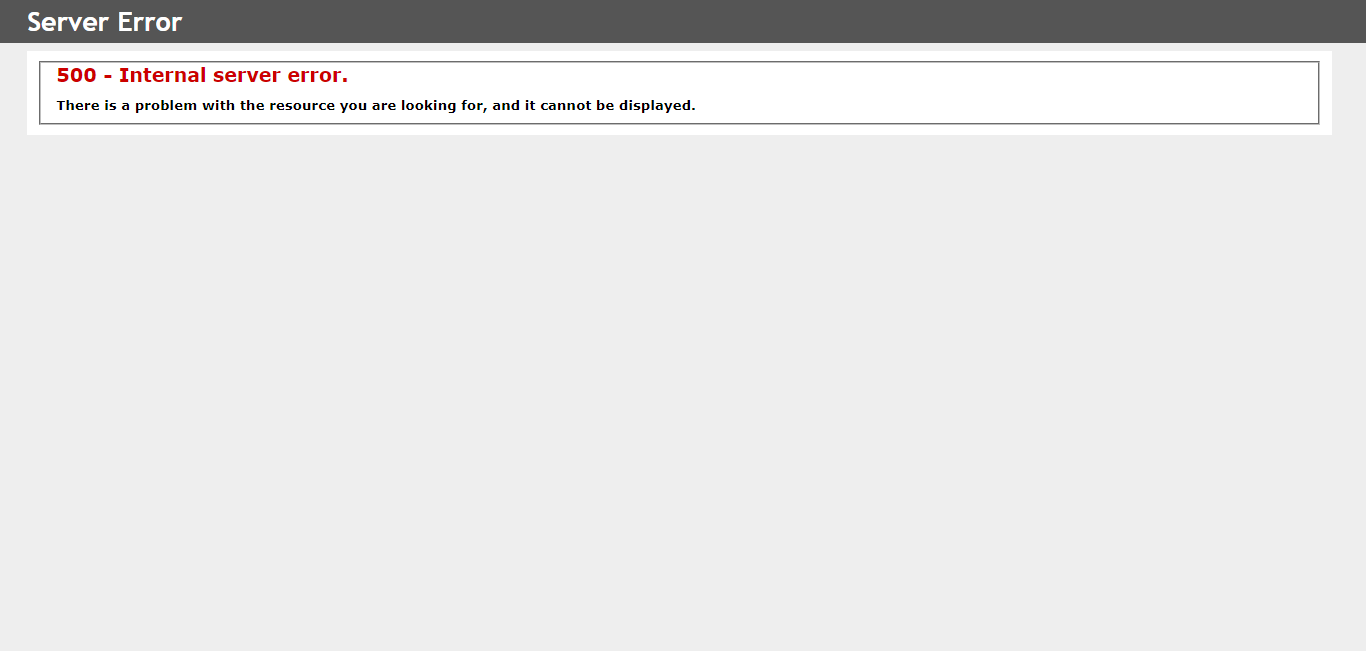 Server Error
500 - Internal server error.
There is a problem with the resource you are looking for, and it cannot be displayed.